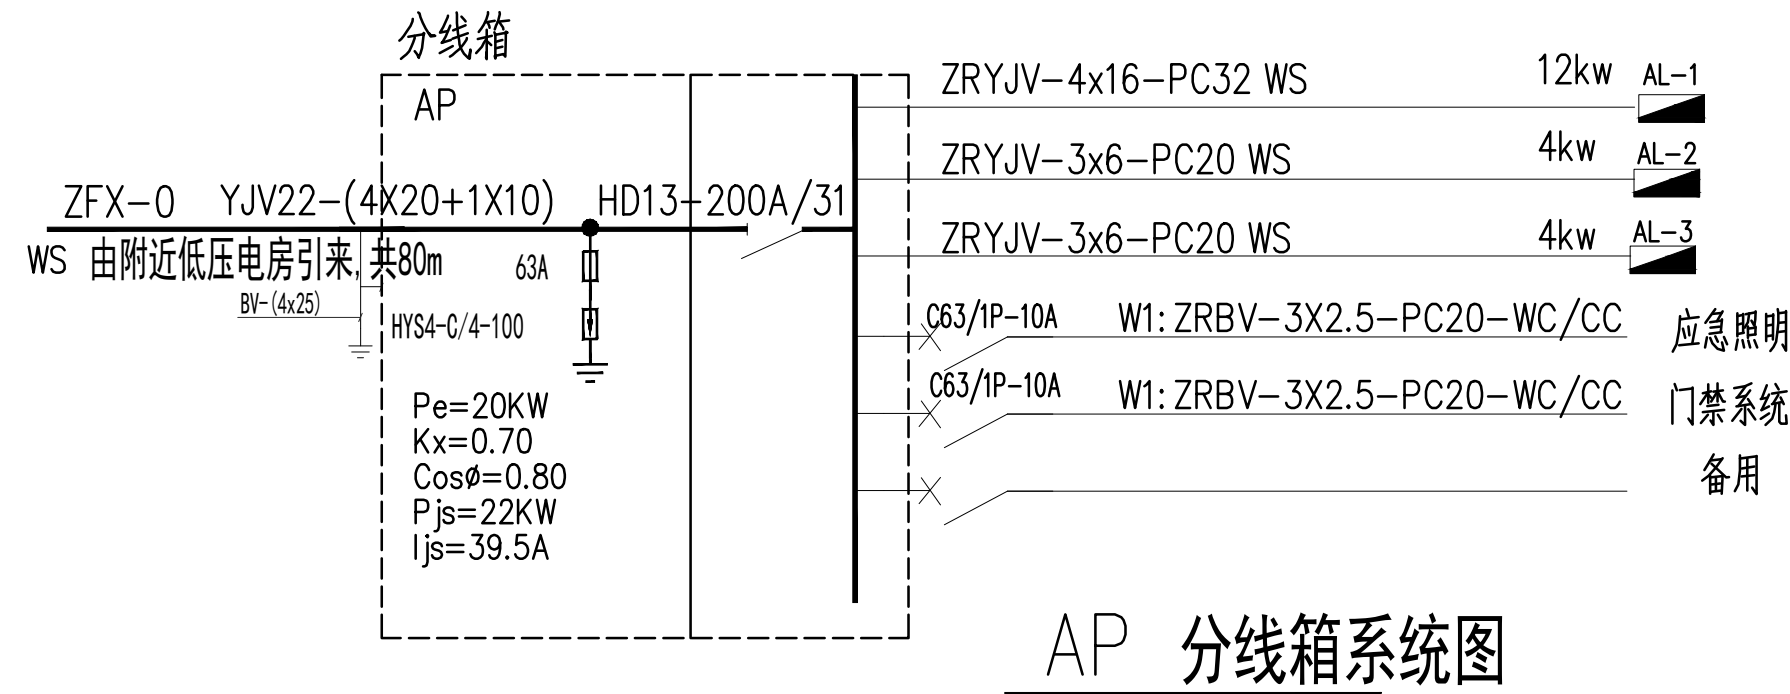 分线箱
AP
ZFX-0 YJV22-(4X20+1X10) HD13-200A/31
WS 由附近低压电房引来,共80m
BV-(4x25)
63A
HYS4-C/4-100
Pe=20KW
Kx=0.70
Cosø=0.80
Pjs=22KW
Ijs=39.5A
ZRYJV-4x16-PC32 WS 12kw AL-1
ZRYJV-3x6-PC20 WS 4kw AL-2
ZRYJV-3x6-PC20 WS 4kw AL-3
C63/1P-10A W1:ZRBV-3X2.5-PC20-WC/CC 应急照明
C63/1P-10A W1:ZRBV-3X2.5-PC20-WC/CC 门禁系统
备用
AP 分线箱系统图